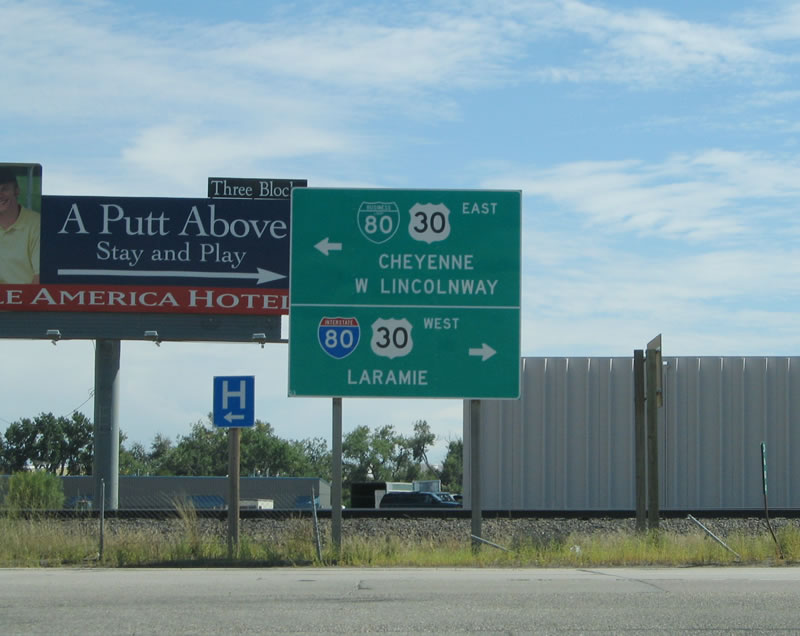 Three Bloc
A Putt Above
Stay and Play
LE AMERICA HOTEL
BUSINESS
80
30
EAST
CHEYENNE
W LINCOLNWAY
INTERSTATE
80
30
WEST
LARAMIE
H